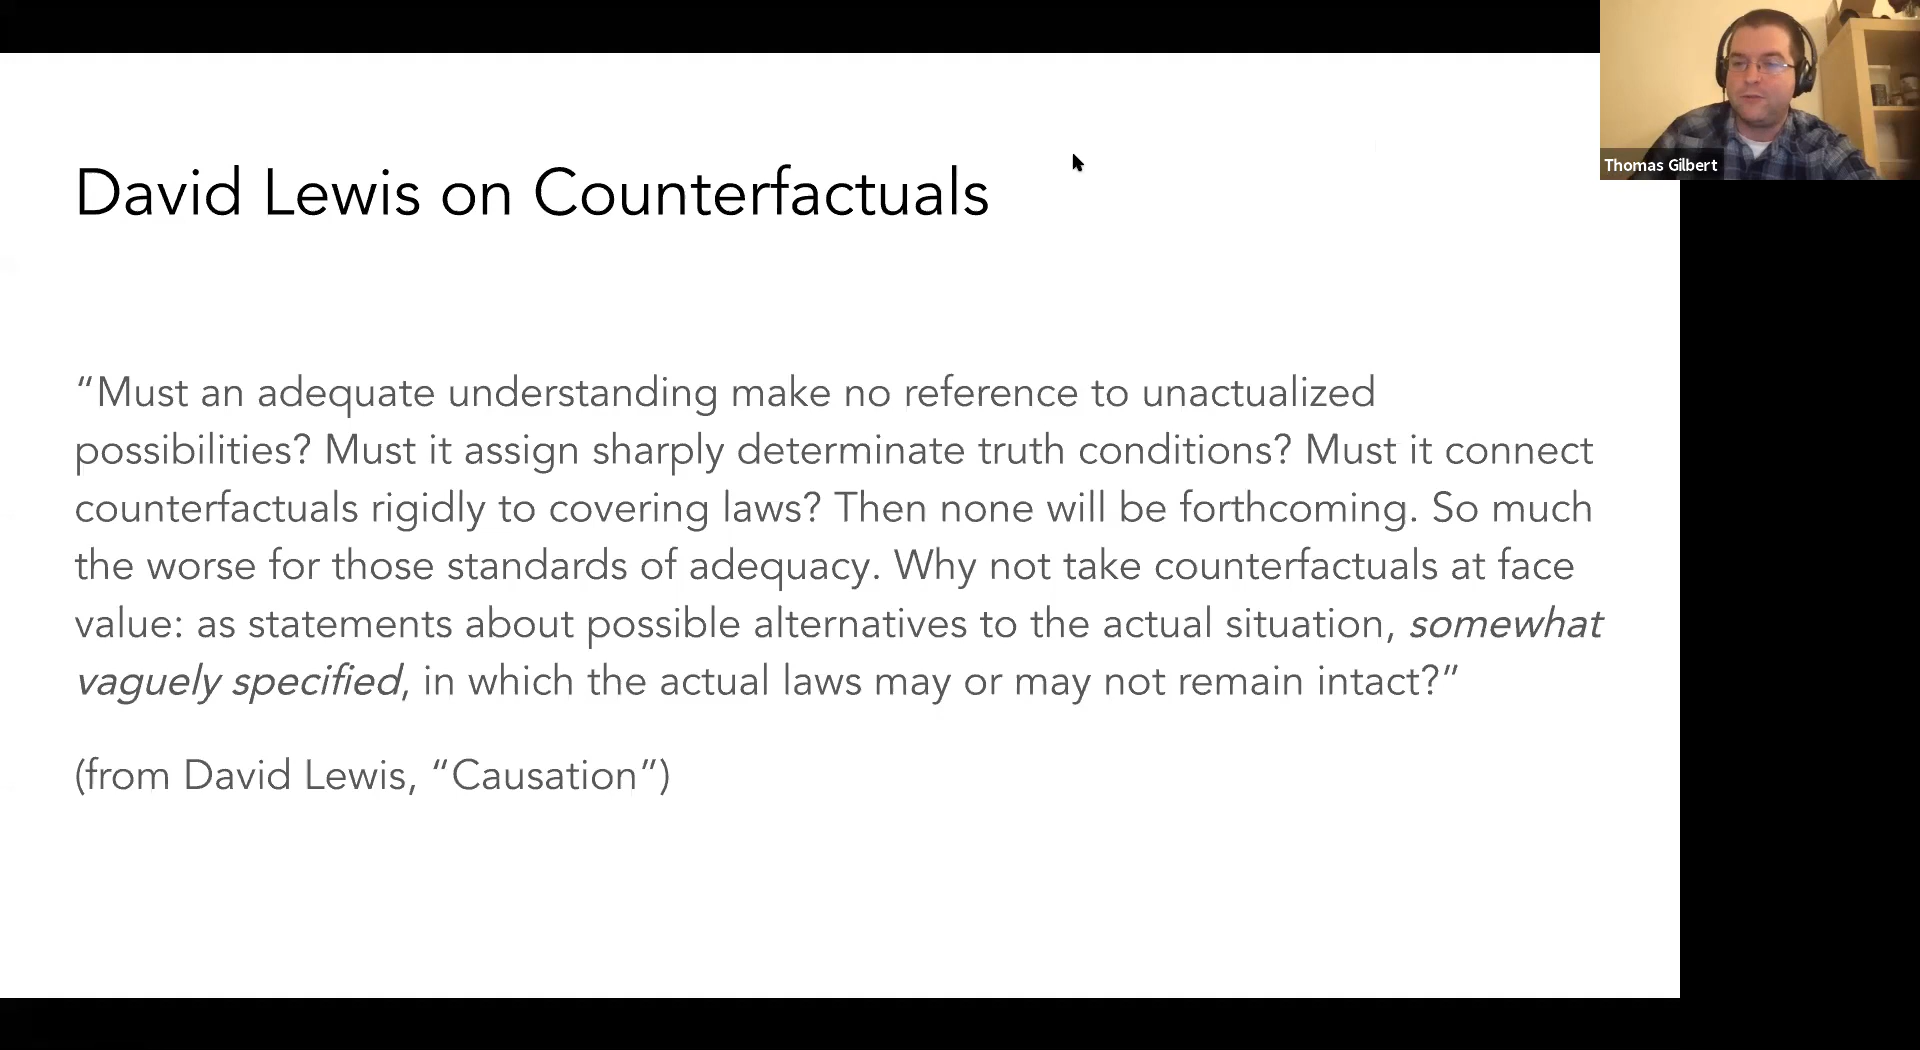 Thomas Gilbert
David Lewis on Counterfactuals
“Must an adequate understanding make no reference to unactualized
possibilities? Must it assign sharply determinate truth conditions? Must it connect
counterfactuals rigidly to covering laws? Then none will be forthcoming. So much
the worse for those standards of adequacy. Why not take counterfactuals at face
value: as statements about possible alternatives to the actual situation, somewhat
vaguely specified, in which the actual laws may or may not remain intact?”
(from David Lewis, “Causation”)